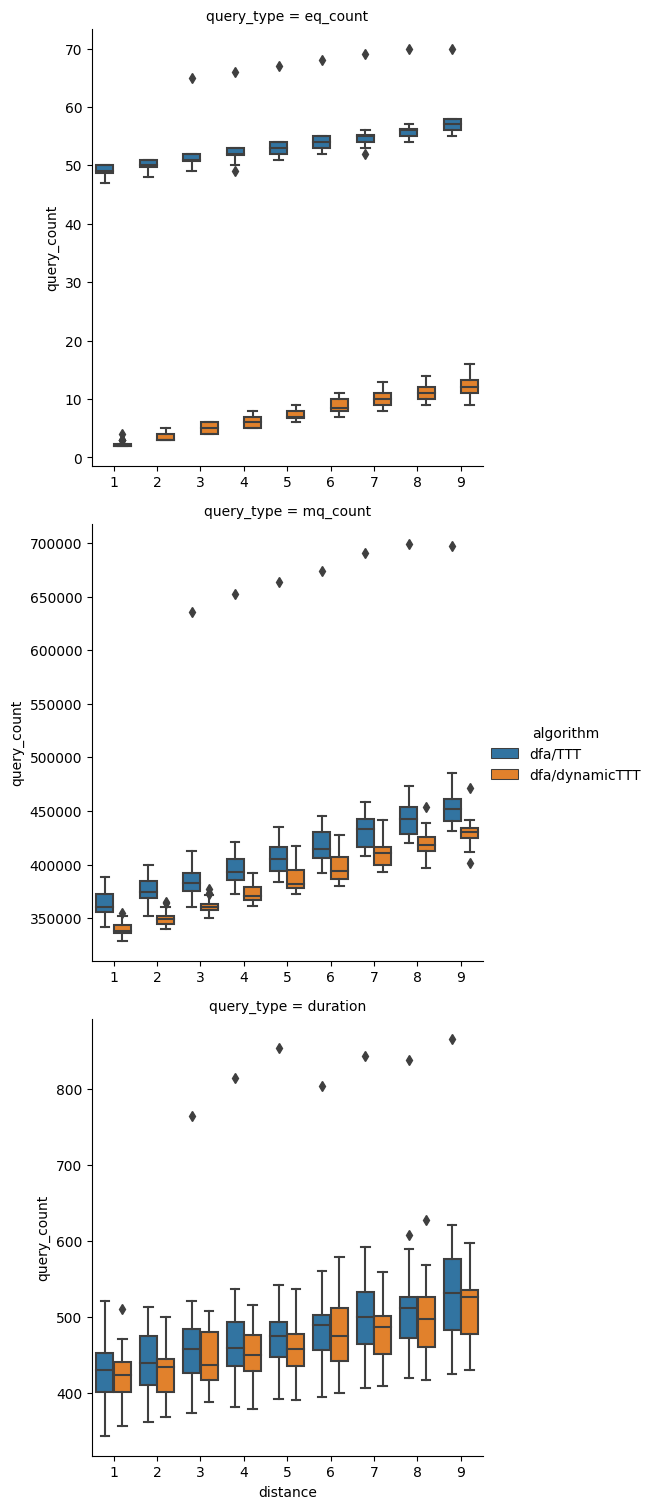 query_type = eq_count
70
60
50
40
30
20
10
0
query_count
1 2 3 4 5 6 7 8 9
query_type = mq_count
700000
650000
600000
550000
500000
450000
400000
350000
query_count
1 2 3 4 5 6 7 8 9
algorithm
dfa/TTT
dfa/dynamicTTT
query_type = duration
800
700
600
500
400
query_count
1 2 3 4 5 6 7 8 9
distance